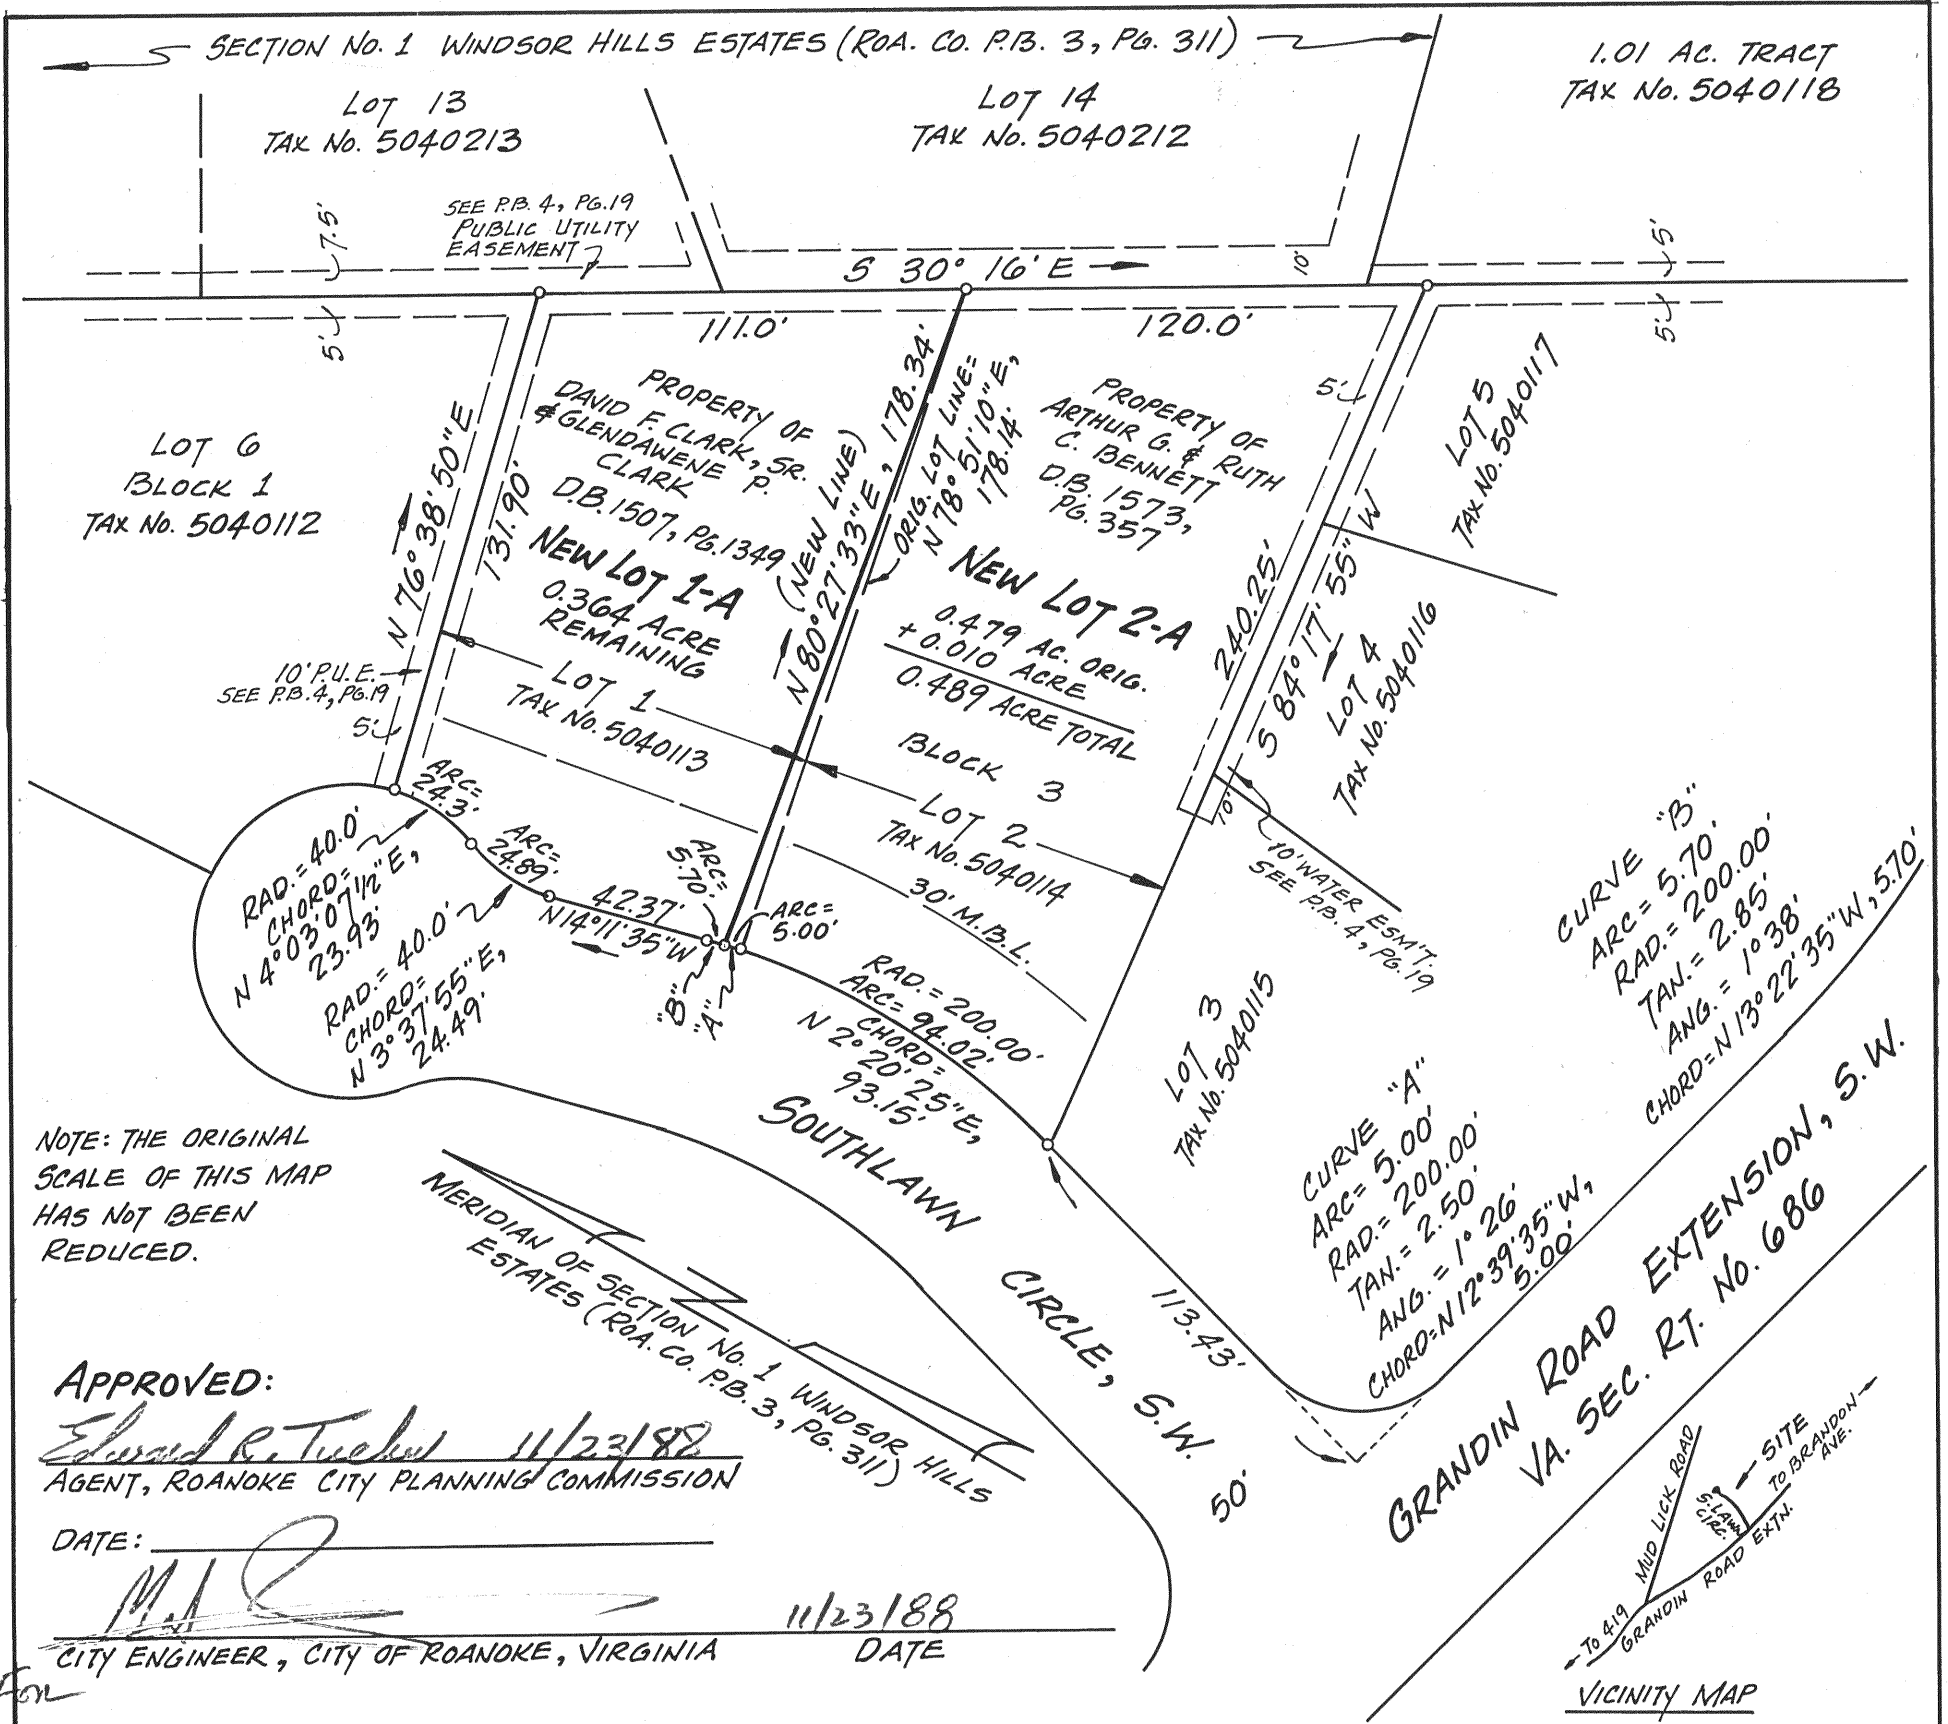 SECTION No. 1 WINDSOR HILLS ESTATES (ROA. CO. P.B. 3, PG. 311)
LOT 13
TAX No. 5040213
LOT 14
TAX No. 5040212
1.01 AC. TRACT
TAX No. 5040118
SEE P.B. 4, PG.19
PUBLIC UTILITY
EASEMENT
7.5'
5'
S 30° 16' E
10'
5'
5'
111.0'
120.0'
LOT 6
BLOCK 1
TAX No. 5040112
N 76° 38' 50" E
131.90'
PROPERTY OF
DAVID F. CLARK, SR.
& GLENDAWENE P.
CLARK
D.B. 1507, PG. 1349
NEW LOT 1-A
0.364 ACRE
REMAINING
LOT 1
TAX No. 5040113
(NEW LINE)
N 80° 27' 33" E, 178.34'
ORIG. LOT LINE=
N 78° 51' 10" E,
178.14'
PROPERTY OF
ARTHUR G. & RUTH
C. BENNETT
D.B. 1573,
PG. 357
NEW LOT 2-A
0.479 AC. ORIG.
+ 0.010 ACRE
0.489 ACRE TOTAL
BLOCK 3
LOT 2
TAX No. 5040114
30' M.B.L.
5'
240.25'
S 84° 17' 55" W
LOT 5
TAX No. 5040117
LOT 4
TAX No. 5040116
10'
10' WATER ESM'T.
SEE P.B. 4, PG. 19
LOT 3
TAX No. 5040115
10' P.U.E.
SEE P.B. 4, PG.19
5'
ARC=
24.3'
ARC=
24.89'
42.37'
N 14° 11' 35" W
ARC=
5.70'
ARC=
5.00'
"B"
"A"
RAD.= 40.0'
CHORD=
N 4° 03' 07 1/2" E,
23.93'
RAD.= 40.0'
CHORD=
N 3° 37' 55" E,
24.49'
RAD.= 200.00'
ARC= 94.02'
CHORD=
N 2° 20' 25" E,
93.15'
SOUTHLAWN CIRCLE, S.W.
50'
113.43'
CURVE "B"
ARC= 5.70'
RAD.= 200.00'
TAN.= 2.85'
ANG.= 1° 38'
CHORD= N 13° 22' 35" W, 5.70'
CURVE "A"
ARC= 5.00'
RAD.= 200.00'
TAN.= 2.50'
ANG.= 1° 26'
CHORD= N 12° 39' 35" W,
5.00'
GRANDIN ROAD EXTENSION, S.W.
VA. SEC. RT. No. 686
NOTE: THE ORIGINAL
SCALE OF THIS MAP
HAS NOT BEEN
REDUCED.
MERIDIAN OF SECTION No. 1 WINDSOR HILLS
ESTATES (ROA. CO. P.B. 3, PG. 311)
APPROVED:
Edward R. Tucker 11/23/88
AGENT, ROANOKE CITY PLANNING COMMISSION
DATE:
11/23/88
CITY ENGINEER, CITY OF ROANOKE, VIRGINIA
DATE
For
MUD LICK ROAD
SITE
TO BRANDON
AVE.
S. LAWN
CIRC.
GRANDIN ROAD EXTN.
TO 419
VICINITY MAP